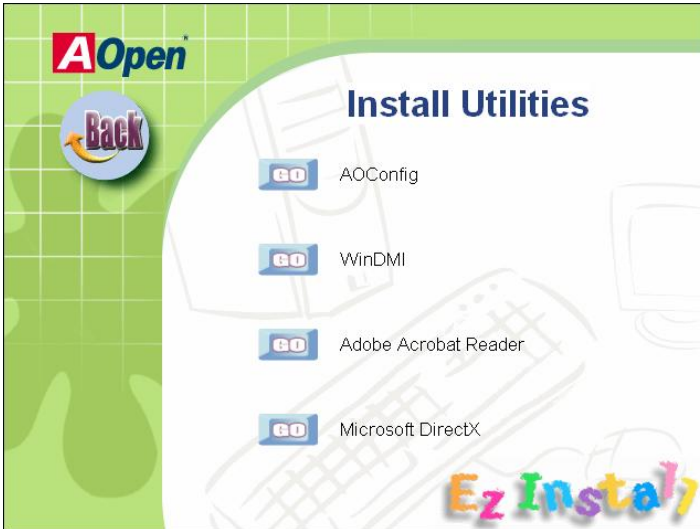 AOpen
Back
Install Utilities
GO AOConfig
GO WinDMI
GO Adobe Acrobat Reader
GO Microsoft DirectX
Ez Install